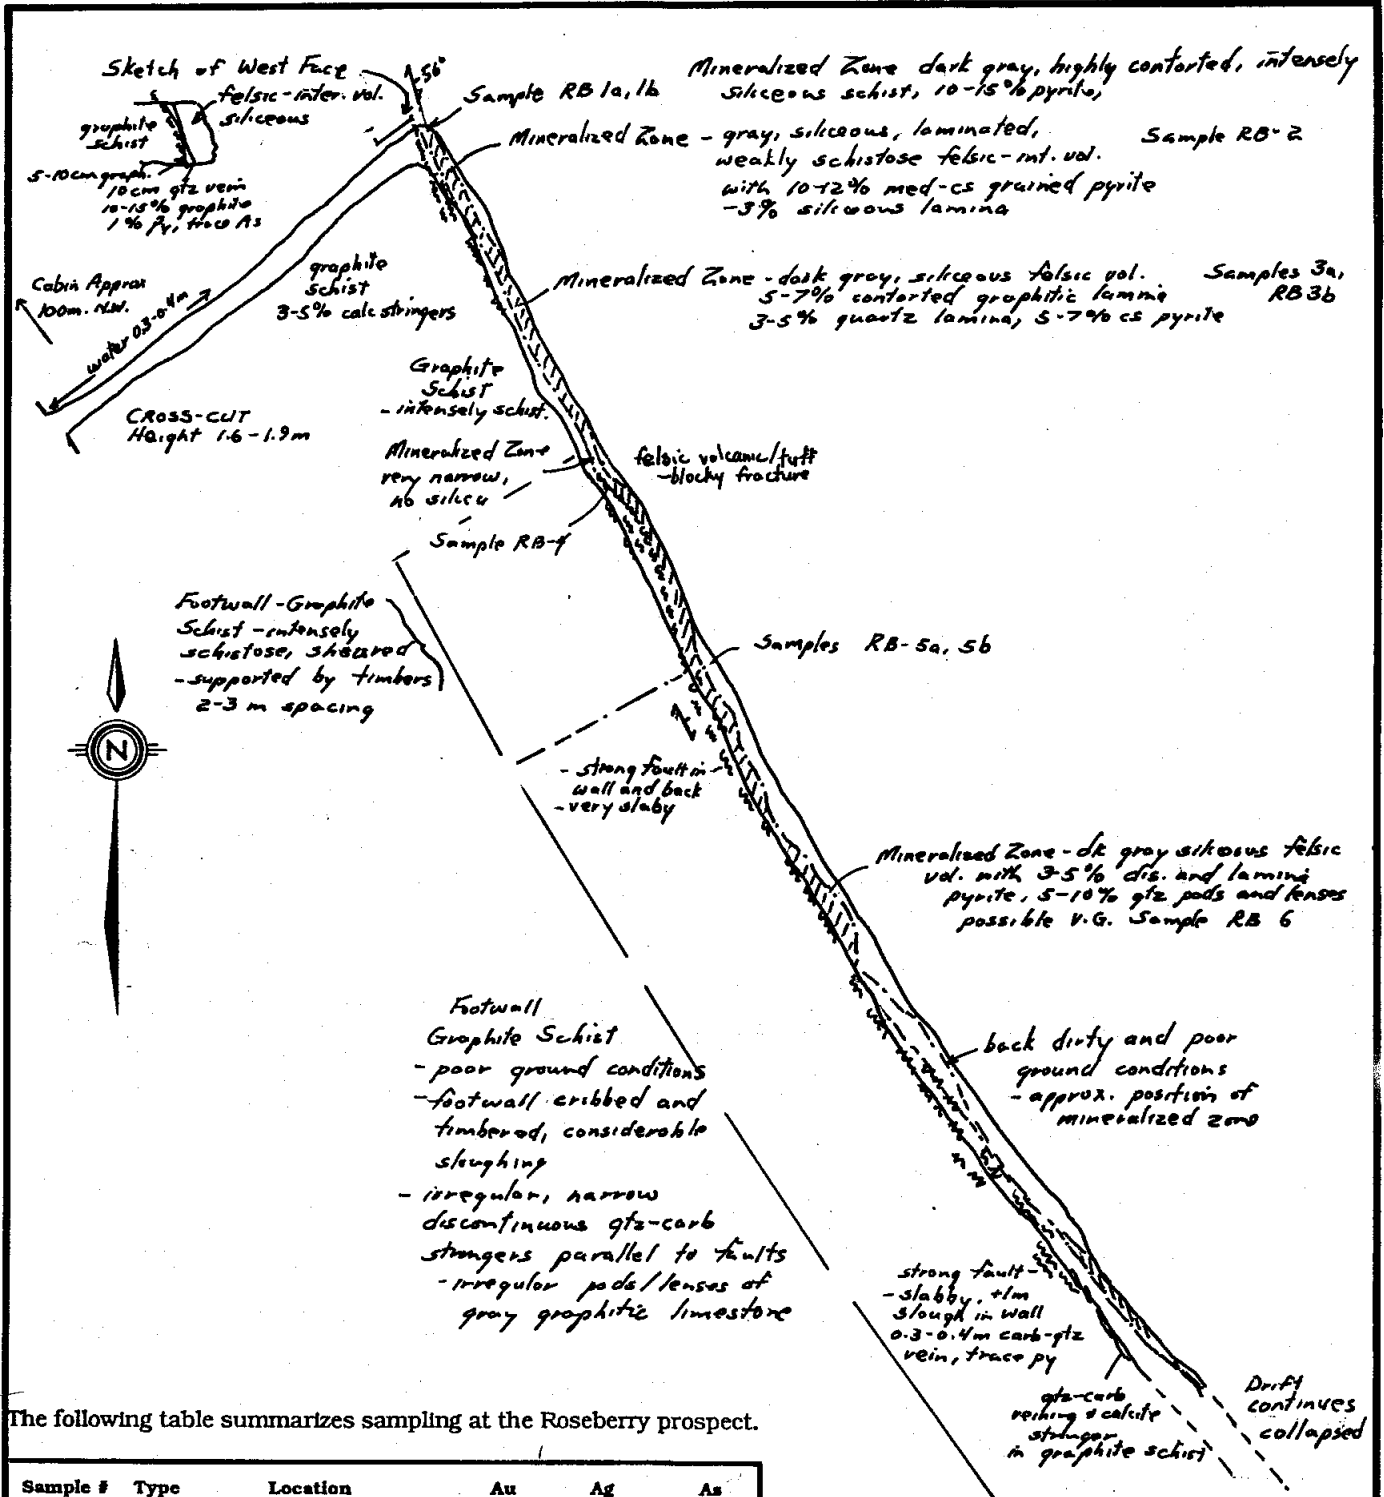 Sketch of West Face
felsic-inter. vol.
siliceous
graphite
schist
5-10cm graph.
10cm qtz vein
10-15% graphite
1% Py, trace As
56°
Sample RB 1a, 1b
Mineralized Zone dark gray, highly contorted, intensely
siliceous schist, 10-15% pyrite,
Mineralized Zone - gray, siliceous, laminated,
weakly schistose felsic-int. vol.
with 10-12% med-cs grained pyrite
-3% siliceous lamina
Sample RB-2
Cabin Approx
100m. N.W.
water 0.3-0.4m
graphite
schist
3-5% calc stringers
Mineralized Zone - dark gray, siliceous felsic vol.
5-7% contorted graphitic lamine
3-5% quartz lamina, 5-7% cs pyrite
Samples 3a,
RB 3b
CROSS-CUT
Height 1.6-1.9m
Graphite
Schist
- intensely schist.
Mineralized Zone
very narrow,
no silica
felsic volcanic/tuff
-blocky fracture
Sample RB-4
Footwall-Graphite
Schist-intensely
schistose, sheared
-supported by timbers
2-3 m spacing
Samples RB-5a, 5b
N
- strong fault in
wall and back
-very slaby
Mineralized Zone - dk gray siliceous felsic
vol. with 3-5% dis. and lamina
pyrite, 5-10% qtz pods and lenses
possible V.G. Sample RB 6
Footwall
Graphite Schist
- poor ground conditions
-footwall cribbed and
timbered, considerable
sloughing
- irregular, narrow
discontinuous qtz-carb
stringers parallel to faults
-irregular pods/lenses of
gray graphitic limestone
back dirty and poor
ground conditions
- approx. position of
mineralized zone
strong fault-
- slabby, +1m
slough in wall
0.3-0.4m carb-qtz
vein, trace py
qtz-carb
veining & calcite
stringer
in graphite schist
Drift
continues
collapsed
The following table summarizes sampling at the Roseberry prospect.
Sample # Type Location Au Ag As